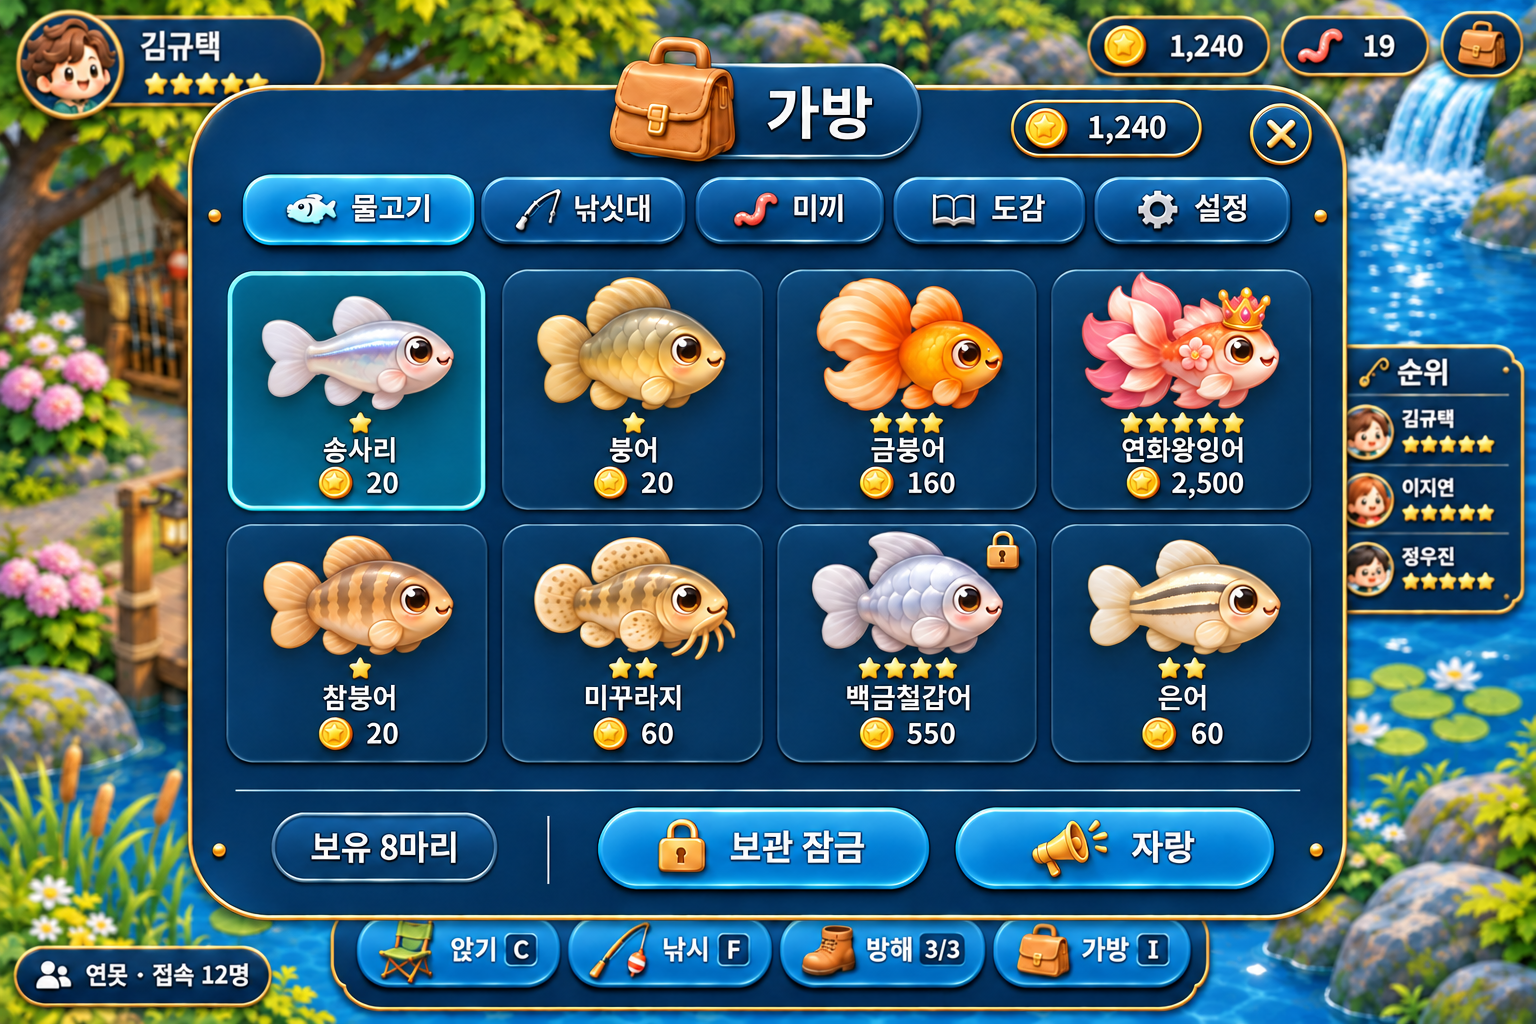 김규택
1,240
19
가방
1,240
물고기
낚싯대
미끼
도감
설정
송사리
20
붕어
20
금붕어
160
연화왕잉어
2,500
참붕어
20
미꾸라지
60
백금철갑어
550
은어
60
순위
김규택
이지연
정우진
보유 8마리
보관 잠금
자랑
앉기 C
낚시 F
방해 3/3
가방 I
연못 · 접속 12명